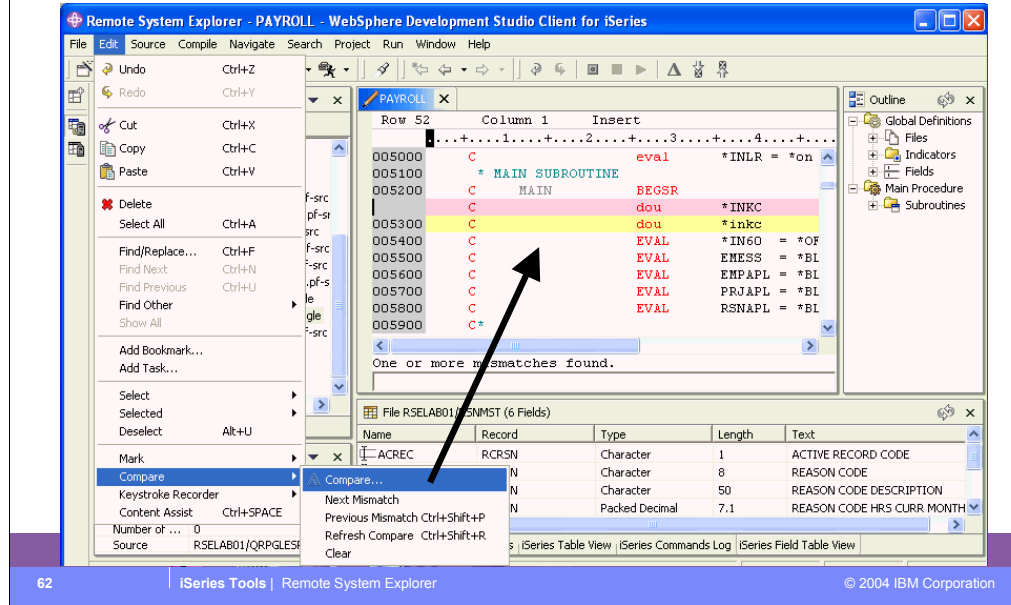 Remote System Explorer - PAYROLL - WebSphere Development Studio Client for iSeries
File Edit Source Compile Navigate Search Project Run Window Help
Undo Ctrl+Z
Redo Ctrl+Y
Cut Ctrl+X
Copy Ctrl+C
Paste Ctrl+V
Delete
Select All Ctrl+A
Find/Replace... Ctrl+F
Find Next Ctrl+N
Find Previous Ctrl+U
Find Other
Show All
Add Bookmark...
Add Task...
Select
Selected
Deselect Alt+U
Mark
Compare
Keystroke Recorder
Content Assist Ctrl+SPACE
Number of ... 0
Source RSELAB01/QRPGLESR
Compare...
Next Mismatch
Previous Mismatch Ctrl+Shift+P
Refresh Compare Ctrl+Shift+R
Clear
PAYROLL
Row 52 Column 1 Insert
...+....1....+....2....+....3....+....4....+....
005000 C eval *INLR = *on
005100 * MAIN SUBROUTINE
005200 C MAIN BEGSR
C dou *INKC
005300 C dou *inkc
005400 C EVAL *IN60 = *OF
005500 C EVAL EMESS = *BL
005600 C EVAL EMPAPL = *BL
005700 C EVAL PRJAPL = *BL
005800 C EVAL RSNAPL = *BL
005900 C*
One or more mismatches found.
Outline
Global Definitions
Files
Indicators
Fields
Main Procedure
Subroutines
(6 Fields)
Name Record Type Length Text
ACREC RCRSN Character 1 ACTIVE RECORD CODE
N Character 8 REASON CODE
N Character 50 REASON CODE DESCRIPTION
N Packed Decimal 7.1 REASON CODE HRS CURR MONTH
s iSeries Table View iSeries Commands Log iSeries Field Table View
62 iSeries Tools | Remote System Explorer © 2004 IBM Corporation